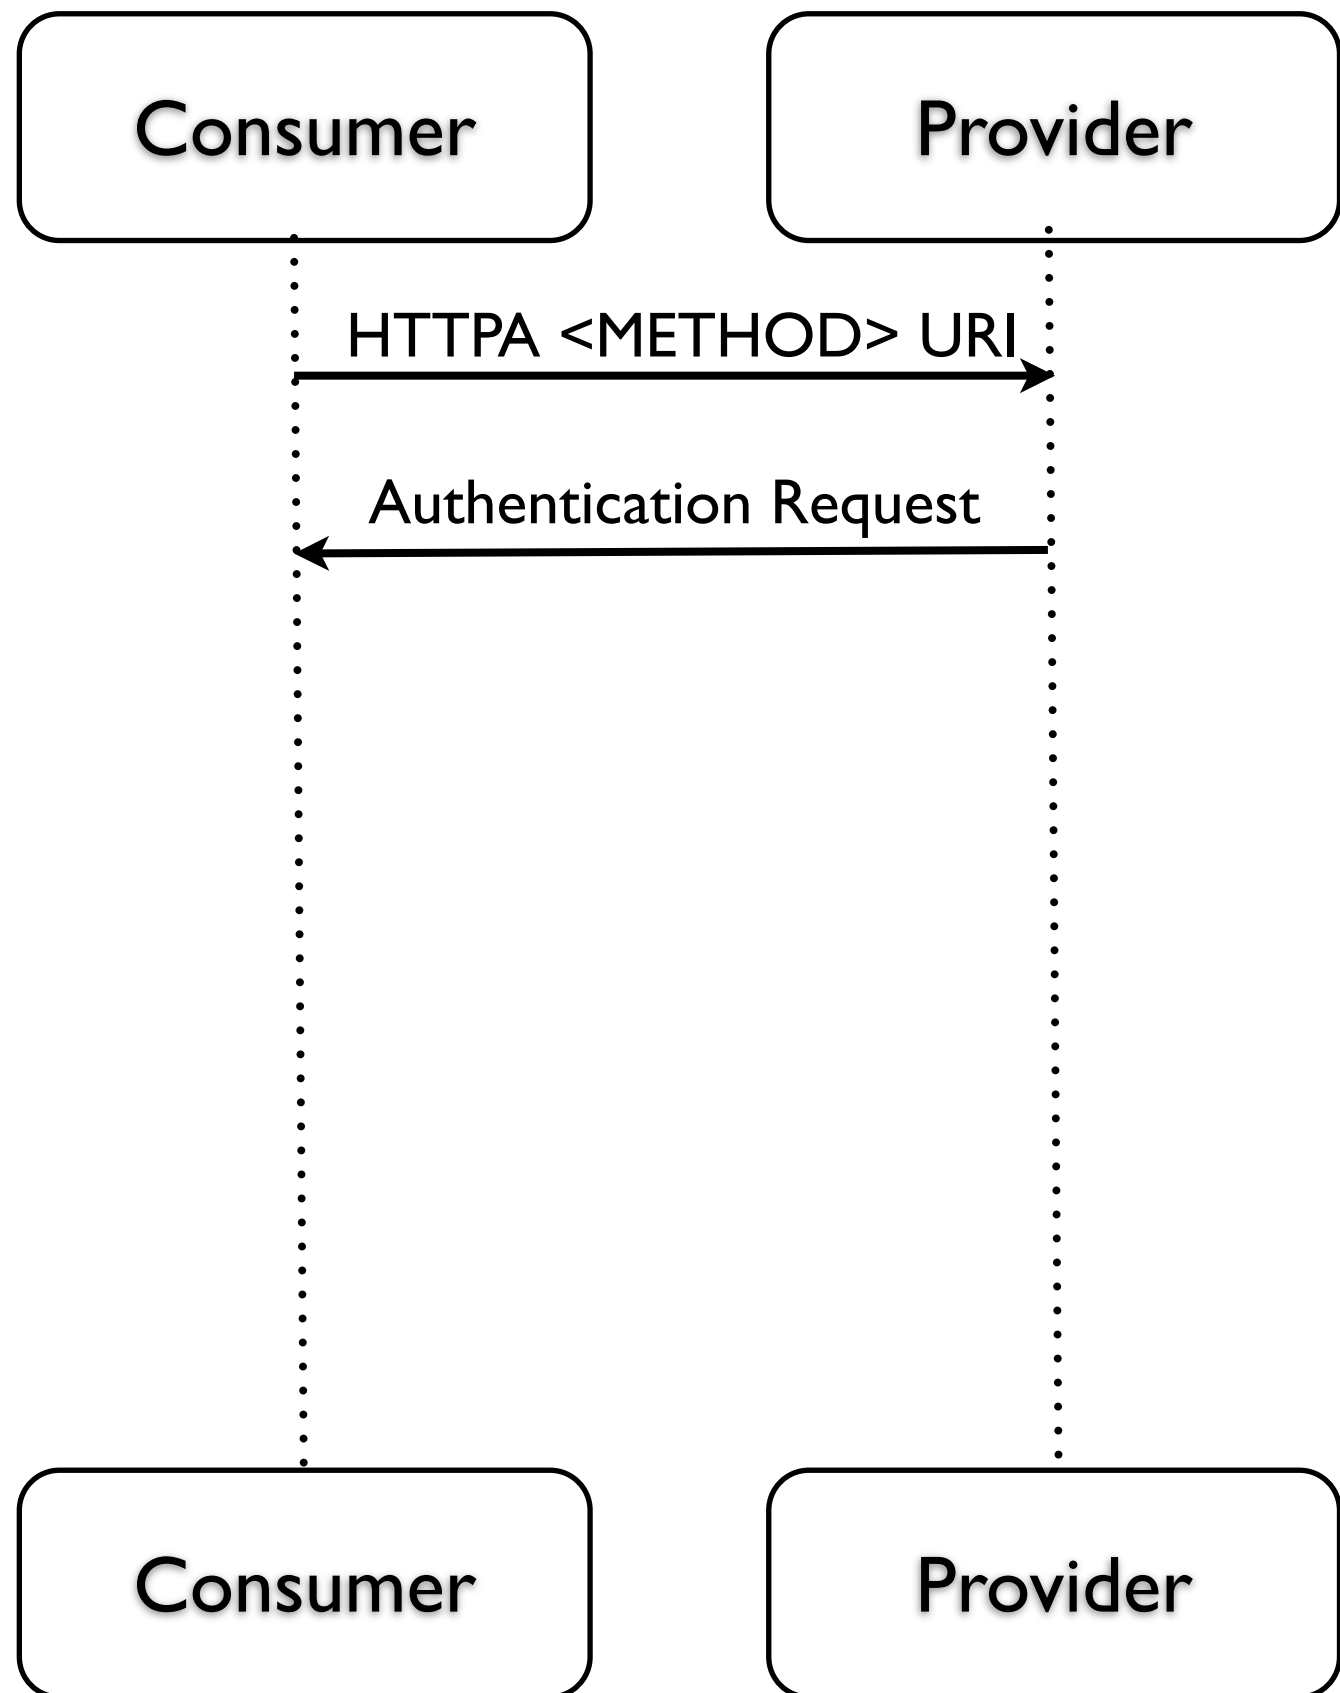 Consumer
Provider
HTTPA <METHOD> URI
Authentication Request
Consumer
Provider